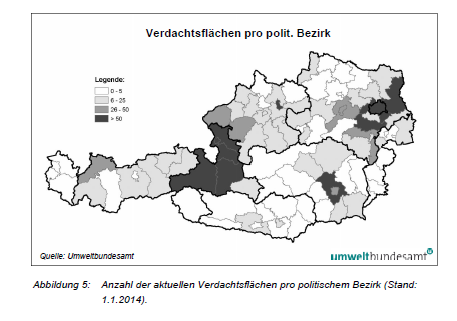 Verdachtsflächen pro polit. Bezirk
Legende:
0 - 5
6 - 25
26 - 50
> 50
Quelle: Umweltbundesamt
umweltbundesamt
Abbildung 5: Anzahl der aktuellen Verdachtsflächen pro politischem Bezirk (Stand:
1.1.2014).